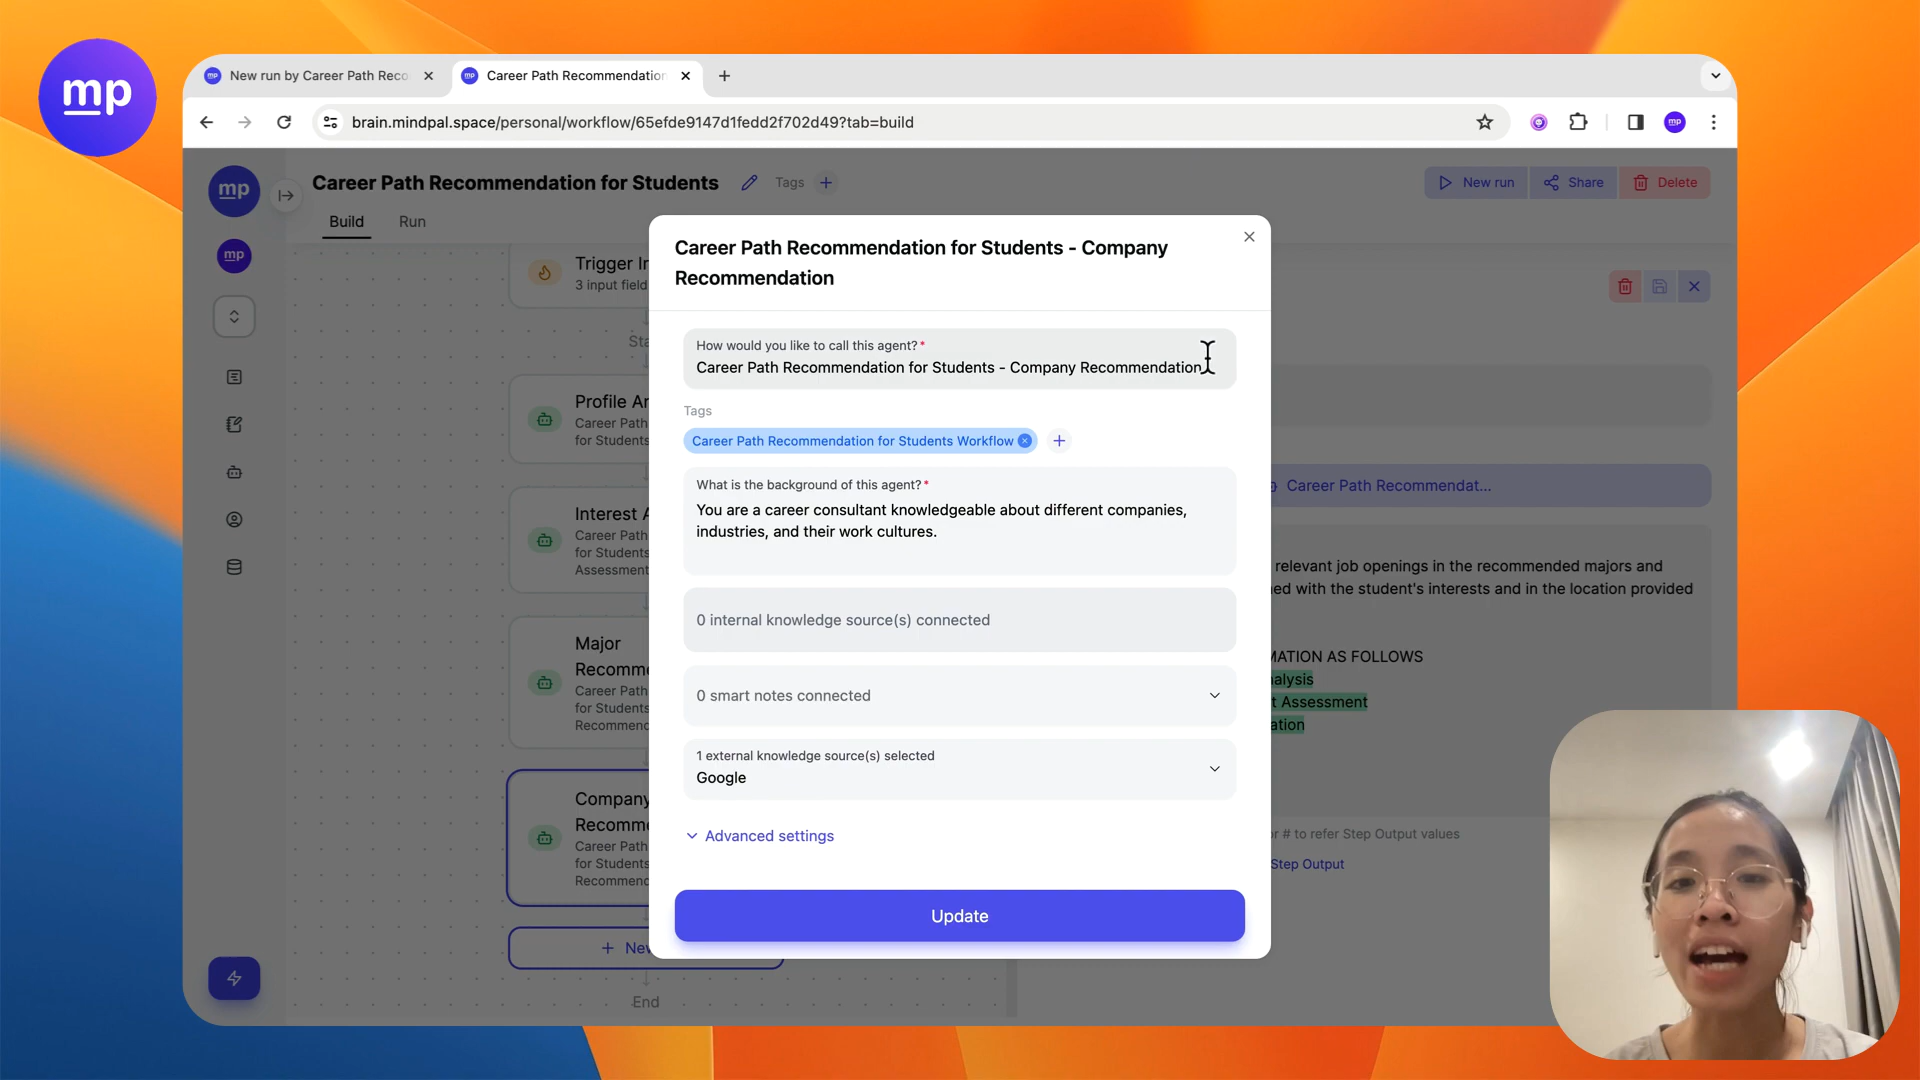 mp
New run by Career Path Reco
Career Path Recommendation
brain.mindpal.space/personal/workflow/65efde9147d1fedd2f702d49?tab=build
mp
mp
Career Path Recommendation for Students
Tags
New run
Share
Delete
Build
Run
mp
Trigger In
3 input field
Sta
Profile An
Career Path
for Students
Interest A
Career Path
for Students
Assessment
Major
Recomme
Career Path
for Students
Recommend
Company
Recomme
Career Path
for Students
Recommend
+ New
End
Career Path Recommendation for Students - Company
Recommendation
How would you like to call this agent?*
Career Path Recommendation for Students - Company Recommendation
Tags
Career Path Recommendation for Students Workflow
What is the background of this agent?*
You are a career consultant knowledgeable about different companies,
industries, and their work cultures.
0 internal knowledge source(s) connected
0 smart notes connected
1 external knowledge source(s) selected
Google
Advanced settings
Update
Career Path Recommendat...
relevant job openings in the recommended majors and
ed with the student's interests and in the location provided
MATION AS FOLLOWS
alysis
t Assessment
ation
or # to refer Step Output values
Step Output